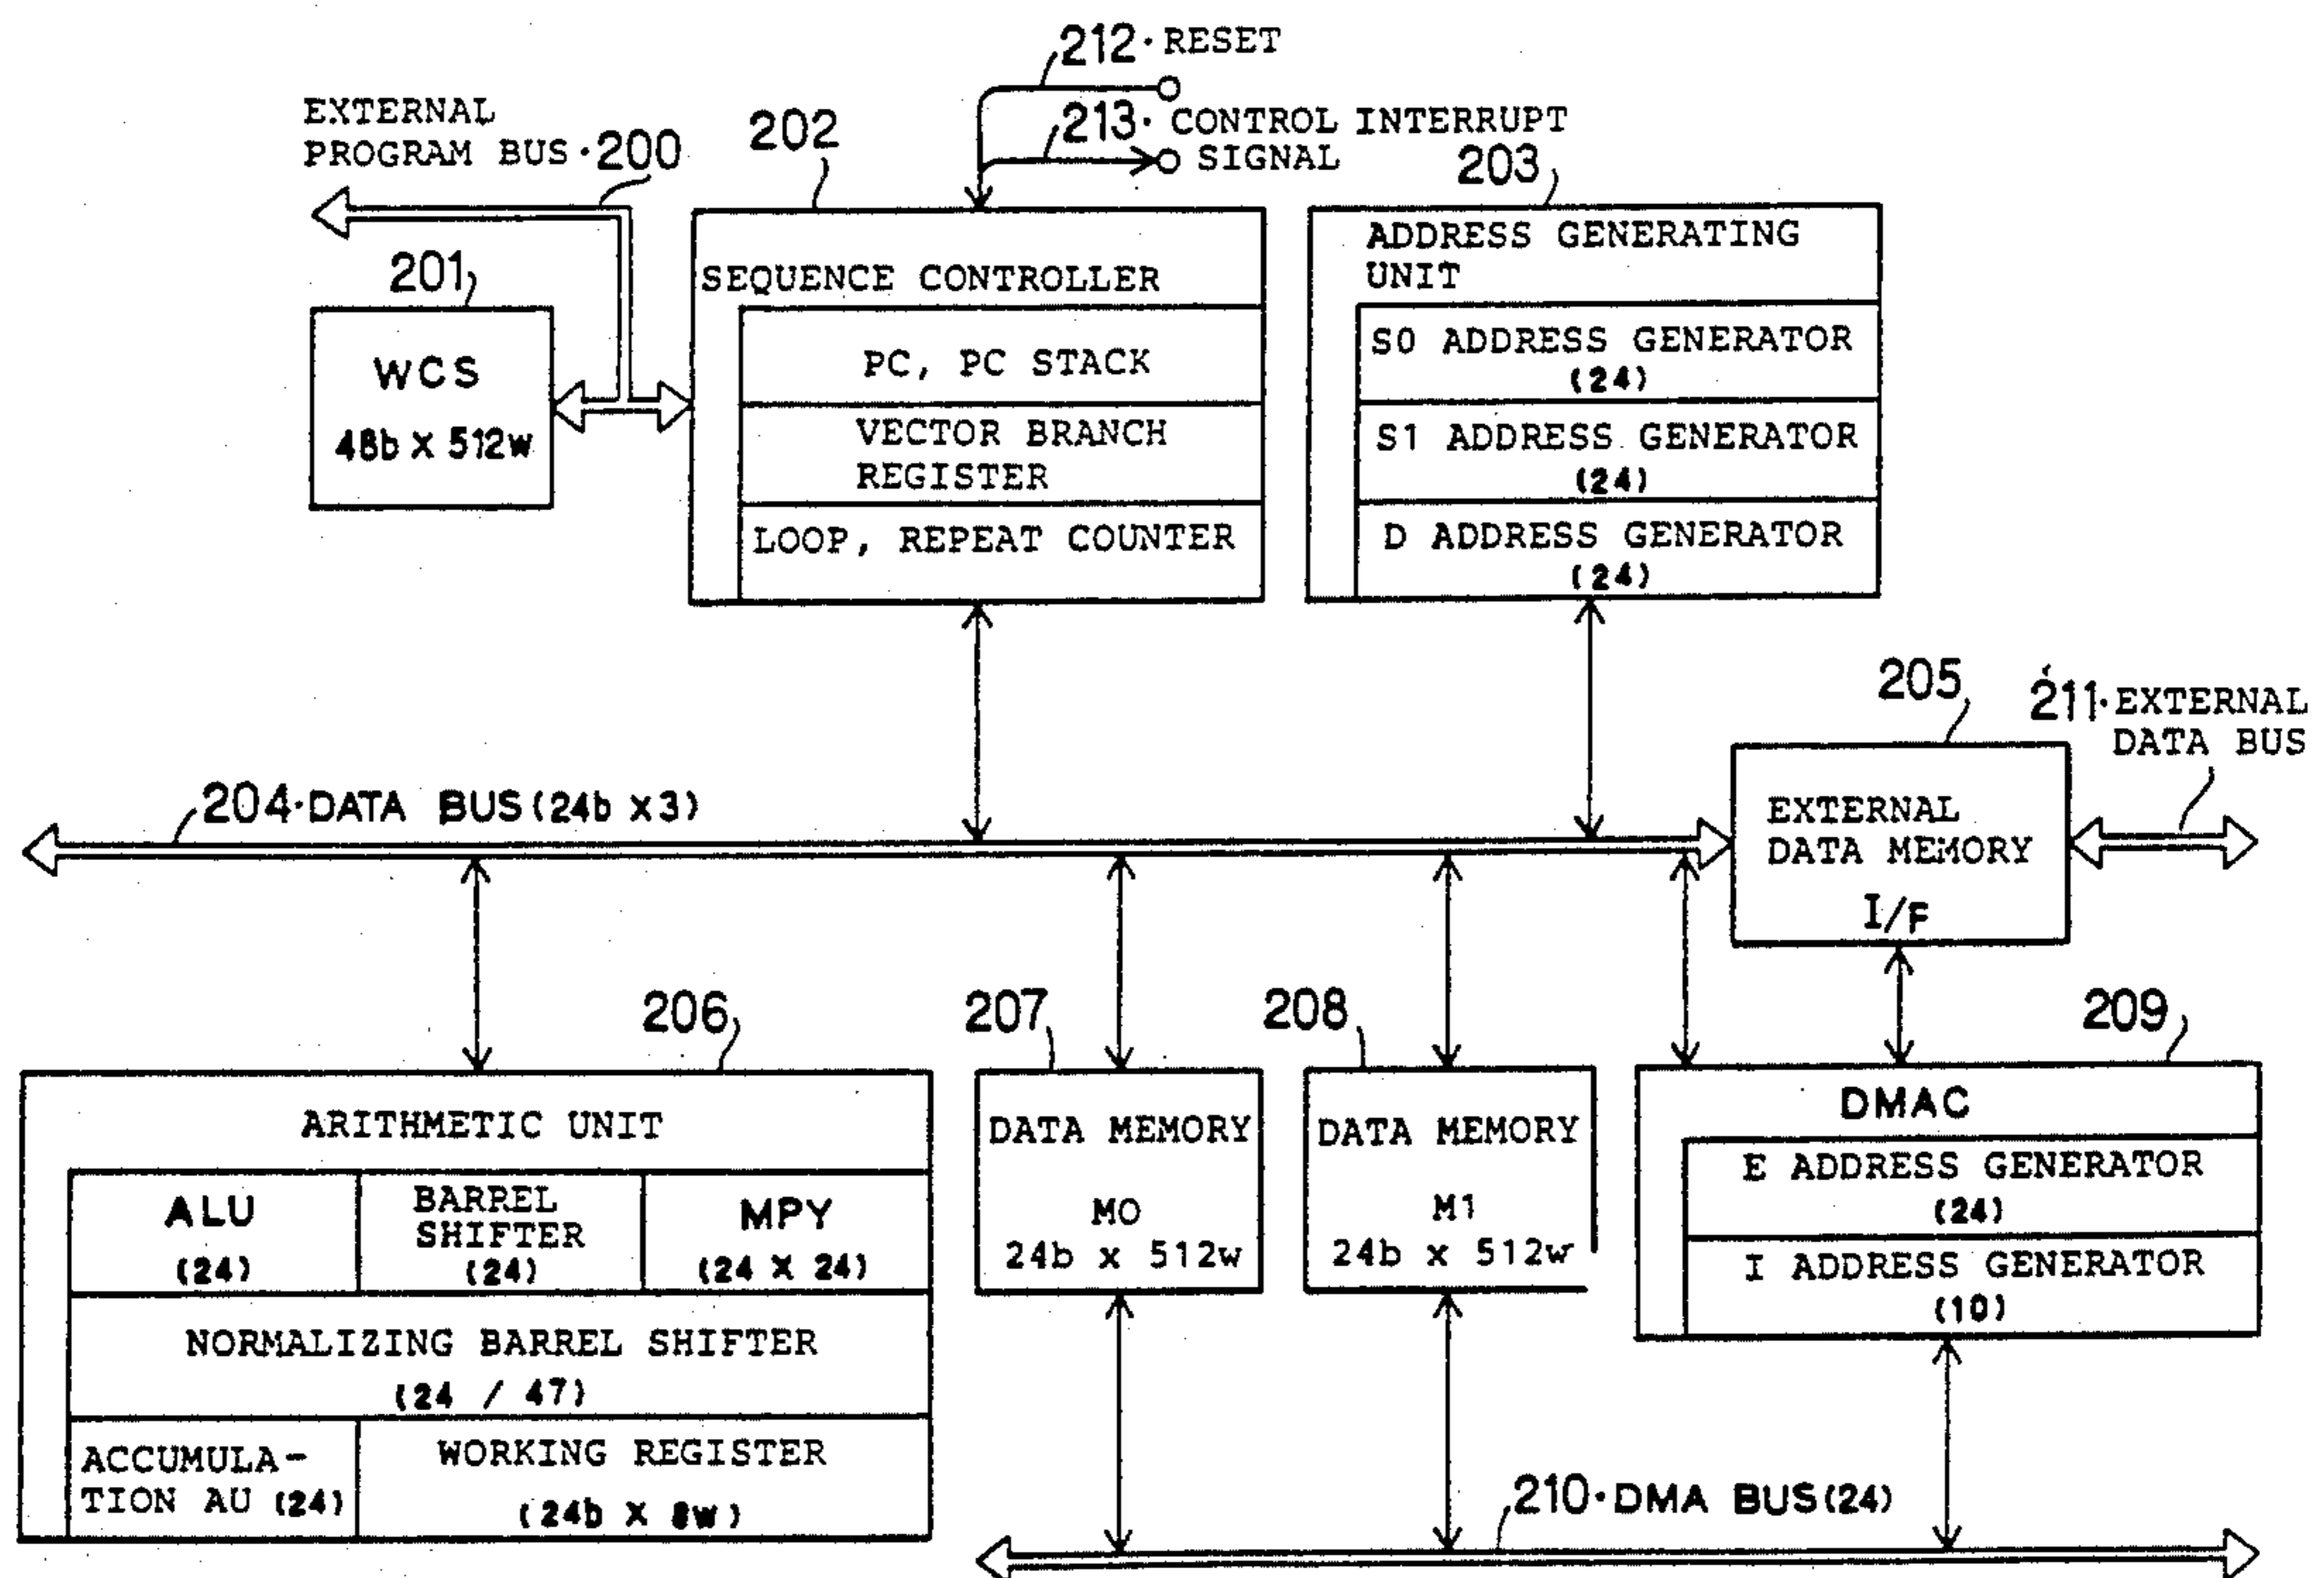 212· RESET
213· CONTROL INTERRUPT
SIGNAL
EXTERNAL
PROGRAM BUS · 200
202
203
201
WCS
48b X 512w
SEQUENCE CONTROLLER
PC, PC STACK
VECTOR BRANCH
REGISTER
LOOP, REPEAT COUNTER
ADDRESS GENERATING
UNIT
S0 ADDRESS GENERATOR
(24)
S1 ADDRESS GENERATOR
(24)
D ADDRESS GENERATOR
(24)
204·DATA BUS(24b X3)
205
211·EXTERNAL
DATA BUS
EXTERNAL
DATA MEMORY
I/F
206
207
208
209
ARITHMETIC UNIT
ALU
(24)
BARREL
SHIFTER
(24)
MPY
(24 X 24)
NORMALIZING BARREL SHIFTER
(24 / 47)
ACCUMULA-
TION AU (24)
WORKING REGISTER
(24b X 8w)
DATA MEMORY
M0
24b x 512w
DATA MEMORY
M1
24b x 512w
DMAC
E ADDRESS GENERATOR
(24)
I ADDRESS GENERATOR
(10)
210·DMA BUS(24)